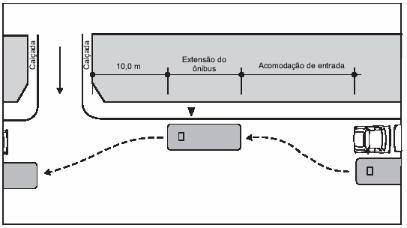 Calçada
Calçada
10,0 m
Extensão do
ônibus
Acomodação de entrada